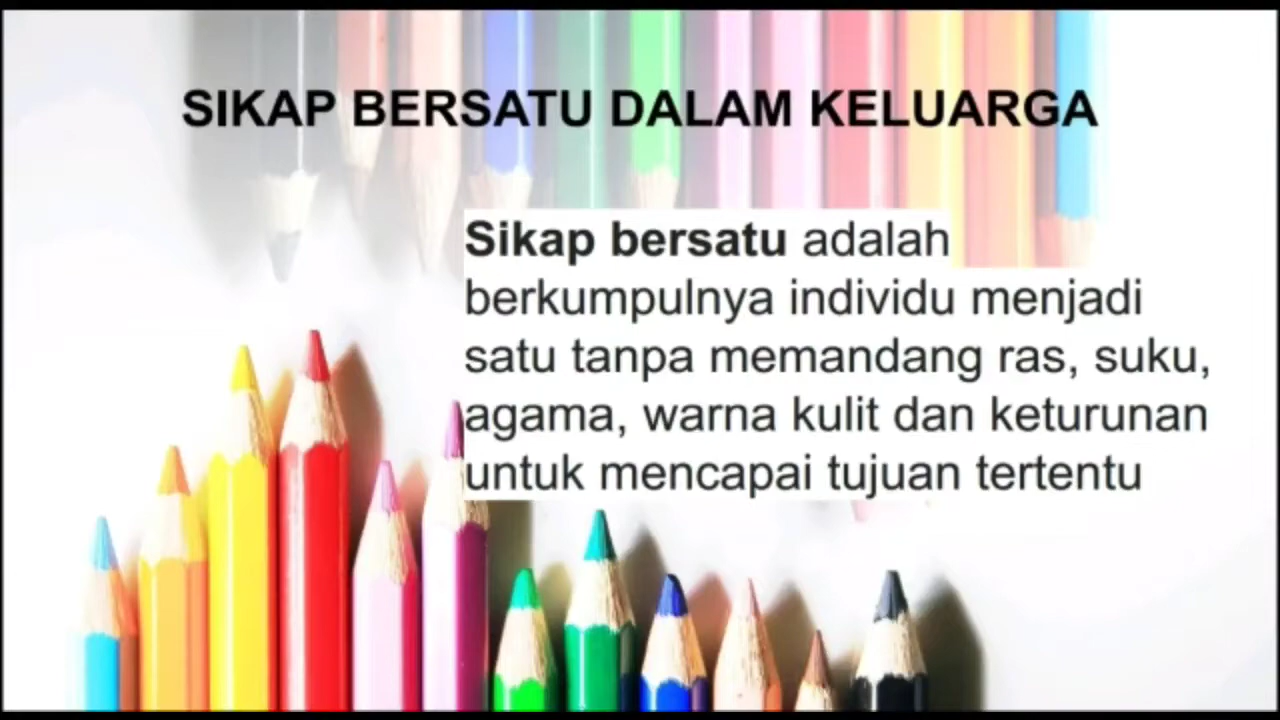 SIKAP BERSATU DALAM KELUARGA
Sikap bersatu adalah
berkumpulnya individu menjadi
satu tanpa memandang ras, suku,
agama, warna kulit dan keturunan
untuk mencapai tujuan tertentu